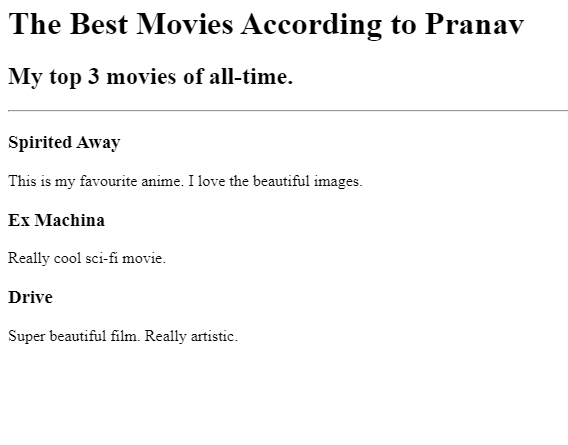 The Best Movies According to Pranav
My top 3 movies of all-time.
Spirited Away
This is my favourite anime. I love the beautiful images.
Ex Machina
Really cool sci-fi movie.
Drive
Super beautiful film. Really artistic.